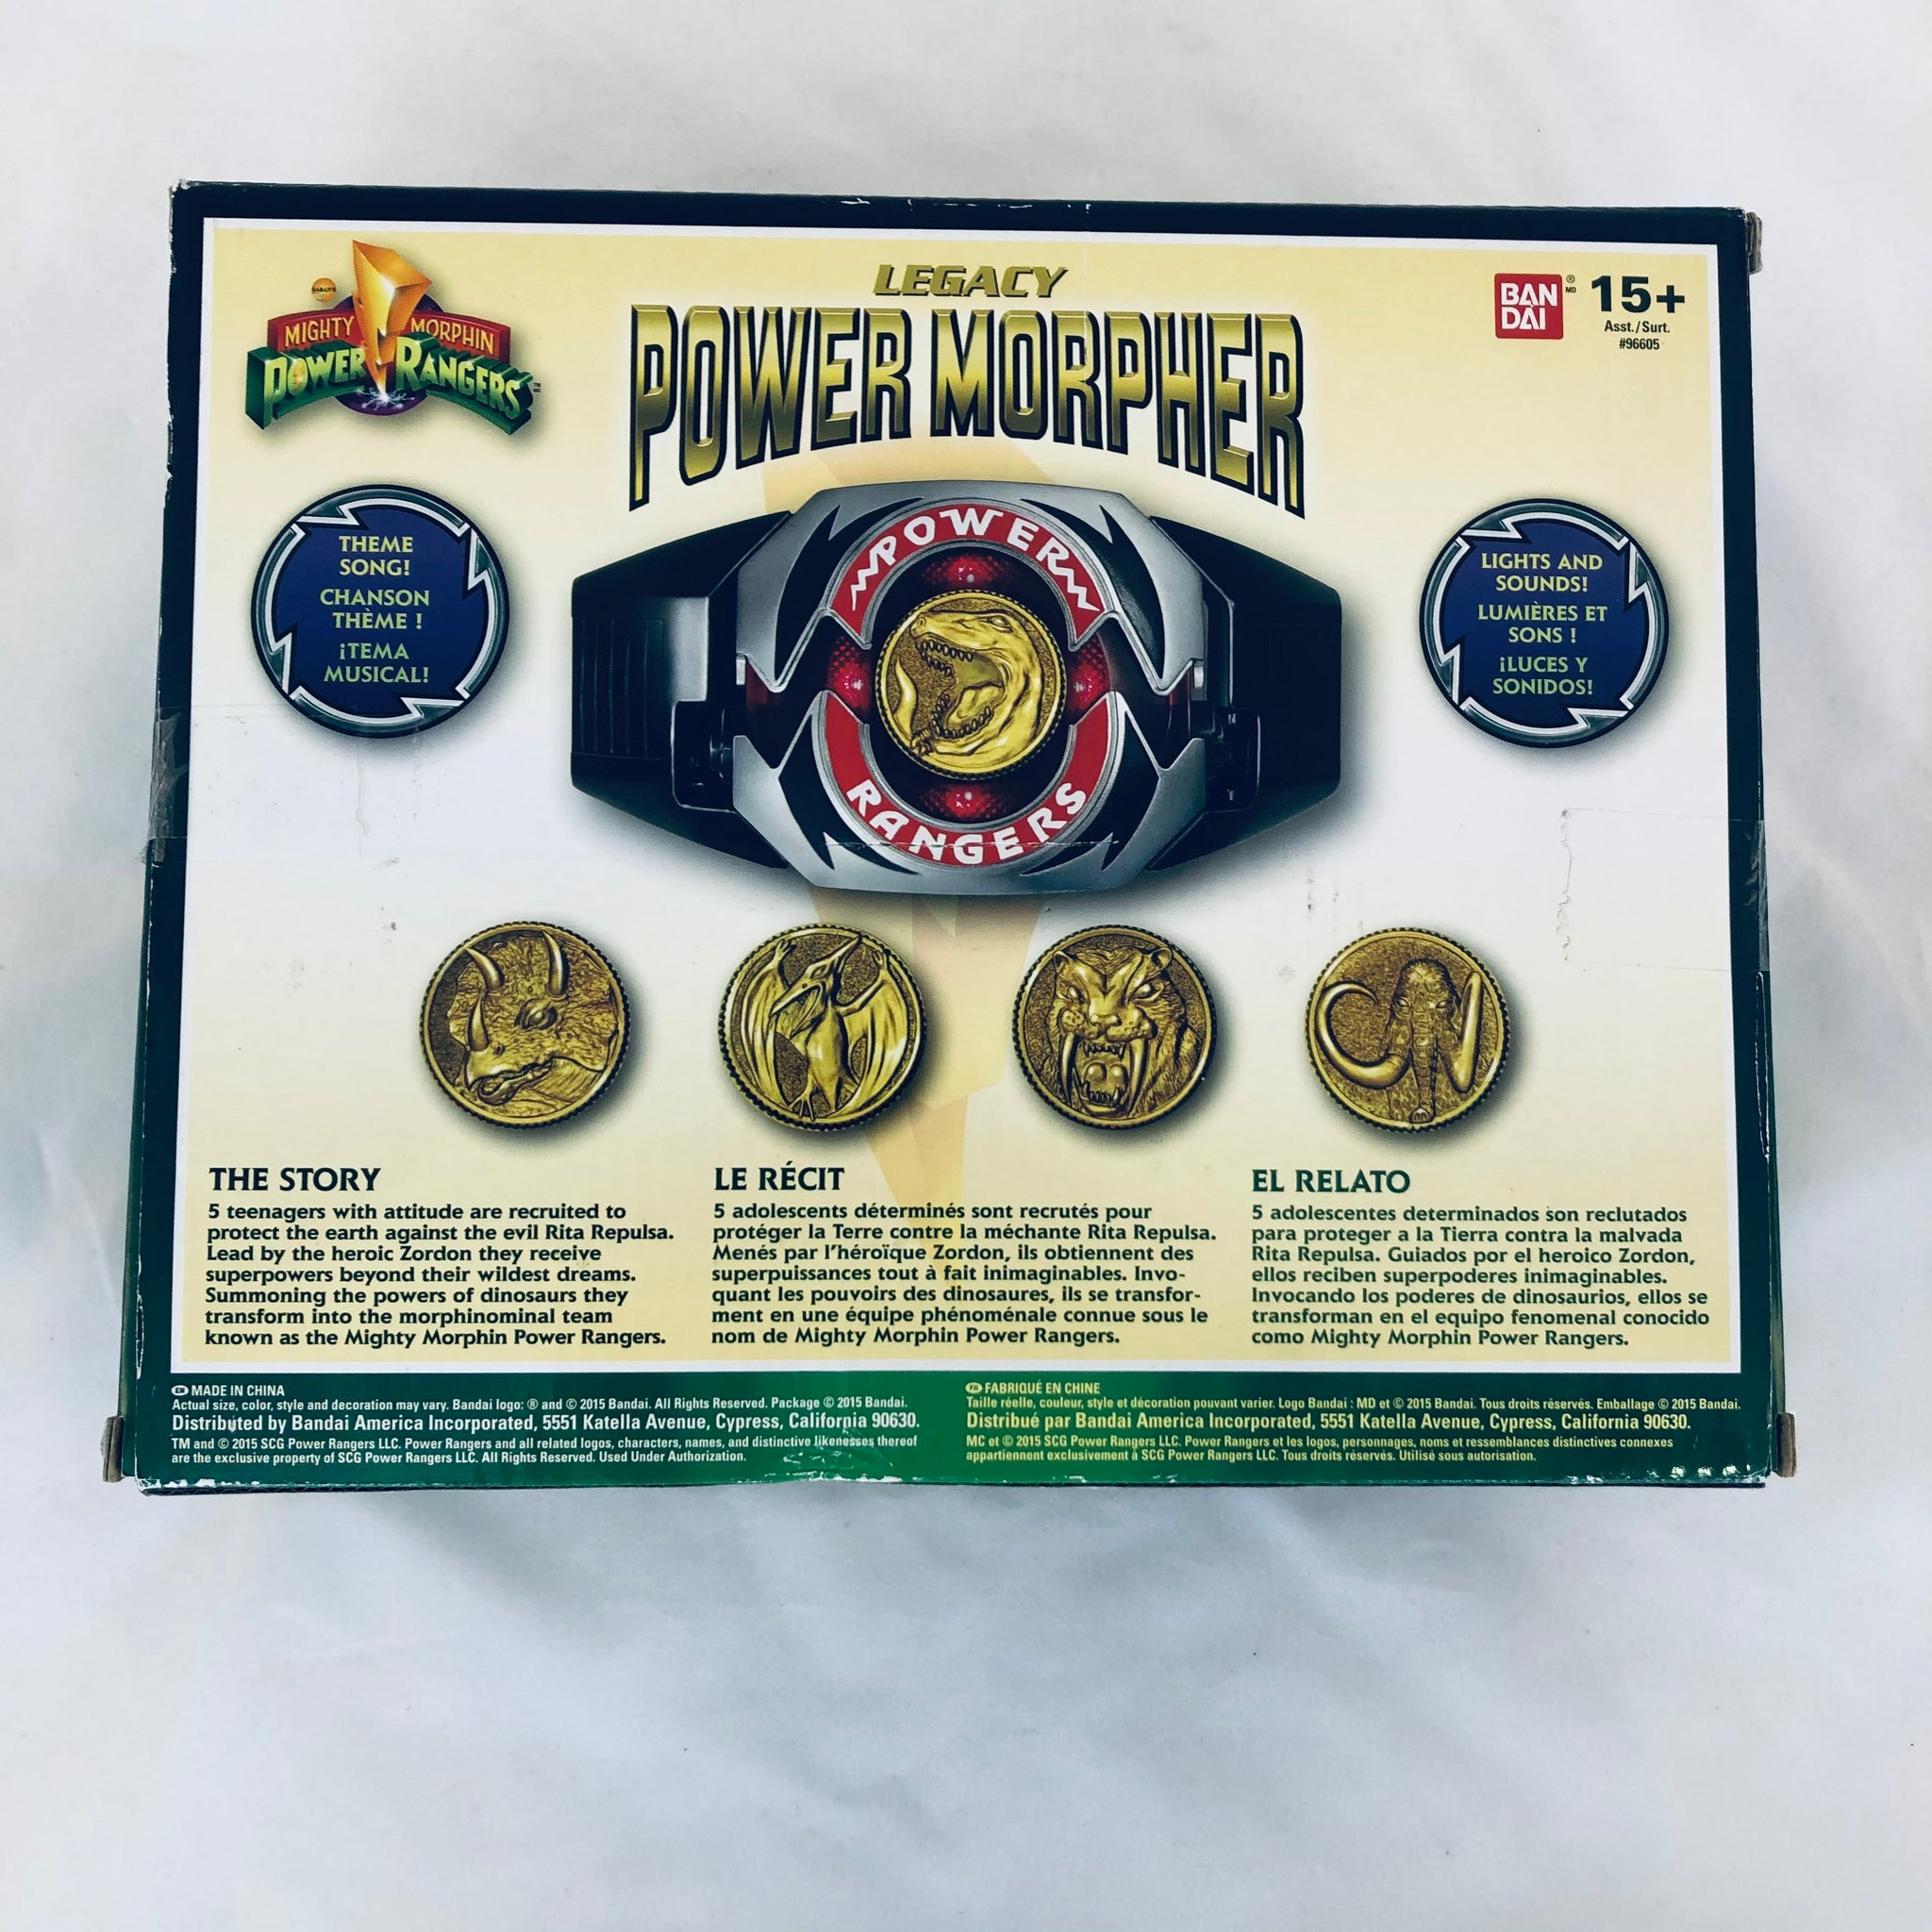 SABAN'S
MIGHTY MORPHIN
POWER RANGERS
TM
MC
LEGACY
POWER MORPHER
BAN
DAI
®
MD
15+
Asst./Surt.
#96605
THEME
SONG!
CHANSON
THÈME !
¡TEMA
MUSICAL!
POWER
RANGERS
LIGHTS AND
SOUNDS!
LUMIÈRES ET
SONS !
¡LUCES Y
SONIDOS!
THE STORY
5 teenagers with attitude are recruited to
protect the earth against the evil Rita Repulsa.
Lead by the heroic Zordon they receive
superpowers beyond their wildest dreams.
Summoning the powers of dinosaurs they
transform into the morphinominal team
known as the Mighty Morphin Power Rangers.
LE RÉCIT
5 adolescents déterminés sont recrutés pour
protéger la Terre contre la méchante Rita Repulsa.
Menés par l'héroïque Zordon, ils obtiennent des
superpuissances tout à fait inimaginables. Invo-
quant les pouvoirs des dinosaures, ils se transfor-
ment en une équipe phénoménale connue sous le
nom de Mighty Morphin Power Rangers.
EL RELATO
5 adolescentes determinados son reclutados
para proteger a la Tierra contra la malvada
Rita Repulsa. Guiados por el heroico Zordon,
ellos reciben superpoderes inimaginables.
Invocando los poderes de dinosaurios, ellos se
transforman en el equipo fenomenal conocido
como Mighty Morphin Power Rangers.
EN MADE IN CHINA
Actual size, color, style and decoration may vary. Bandai logo: ® and © 2015 Bandai. All Rights Reserved. Package © 2015 Bandai.
Distributed by Bandai America Incorporated, 5551 Katella Avenue, Cypress, California 90630.
TM and © 2015 SCG Power Rangers LLC. Power Rangers and all related logos, characters, names, and distinctive likenesses thereof
are the exclusive property of SCG Power Rangers LLC. All Rights Reserved. Used Under Authorization.
FR FABRIQUÉ EN CHINE
Taille réelle, couleur, style et décoration pouvant varier. Logo Bandai : MD et © 2015 Bandai. Tous droits réservés. Emballage © 2015 Bandai.
Distribué par Bandai America Incorporated, 5551 Katella Avenue, Cypress, California 90630.
MC et © 2015 SCG Power Rangers LLC. Power Rangers et les logos, personnages, noms et ressemblances distinctives connexes
appartiennent exclusivement à SCG Power Rangers LLC. Tous droits réservés. Utilisé sous autorisation.